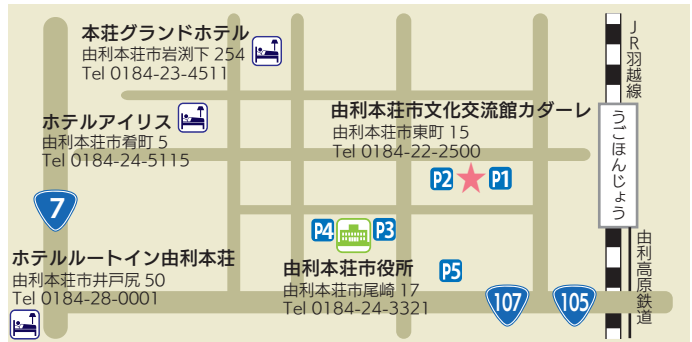 本荘グランドホテル
由利本荘市岩渕下 254
Tel 0184-23-4511
ホテルアイリス
由利本荘市肴町 5
Tel 0184-24-5115
由利本荘市文化交流館カダーレ
由利本荘市東町 15
Tel 0184-22-2500
P2
P1
JR羽越線
うごほんじょう
7
P4
P3
ホテルルートイン由利本荘
由利本荘市井戸尻 50
Tel 0184-28-0001
由利本荘市役所
由利本荘市尾崎 17
Tel 0184-24-3321
P5
107
105
由利高原鉄道